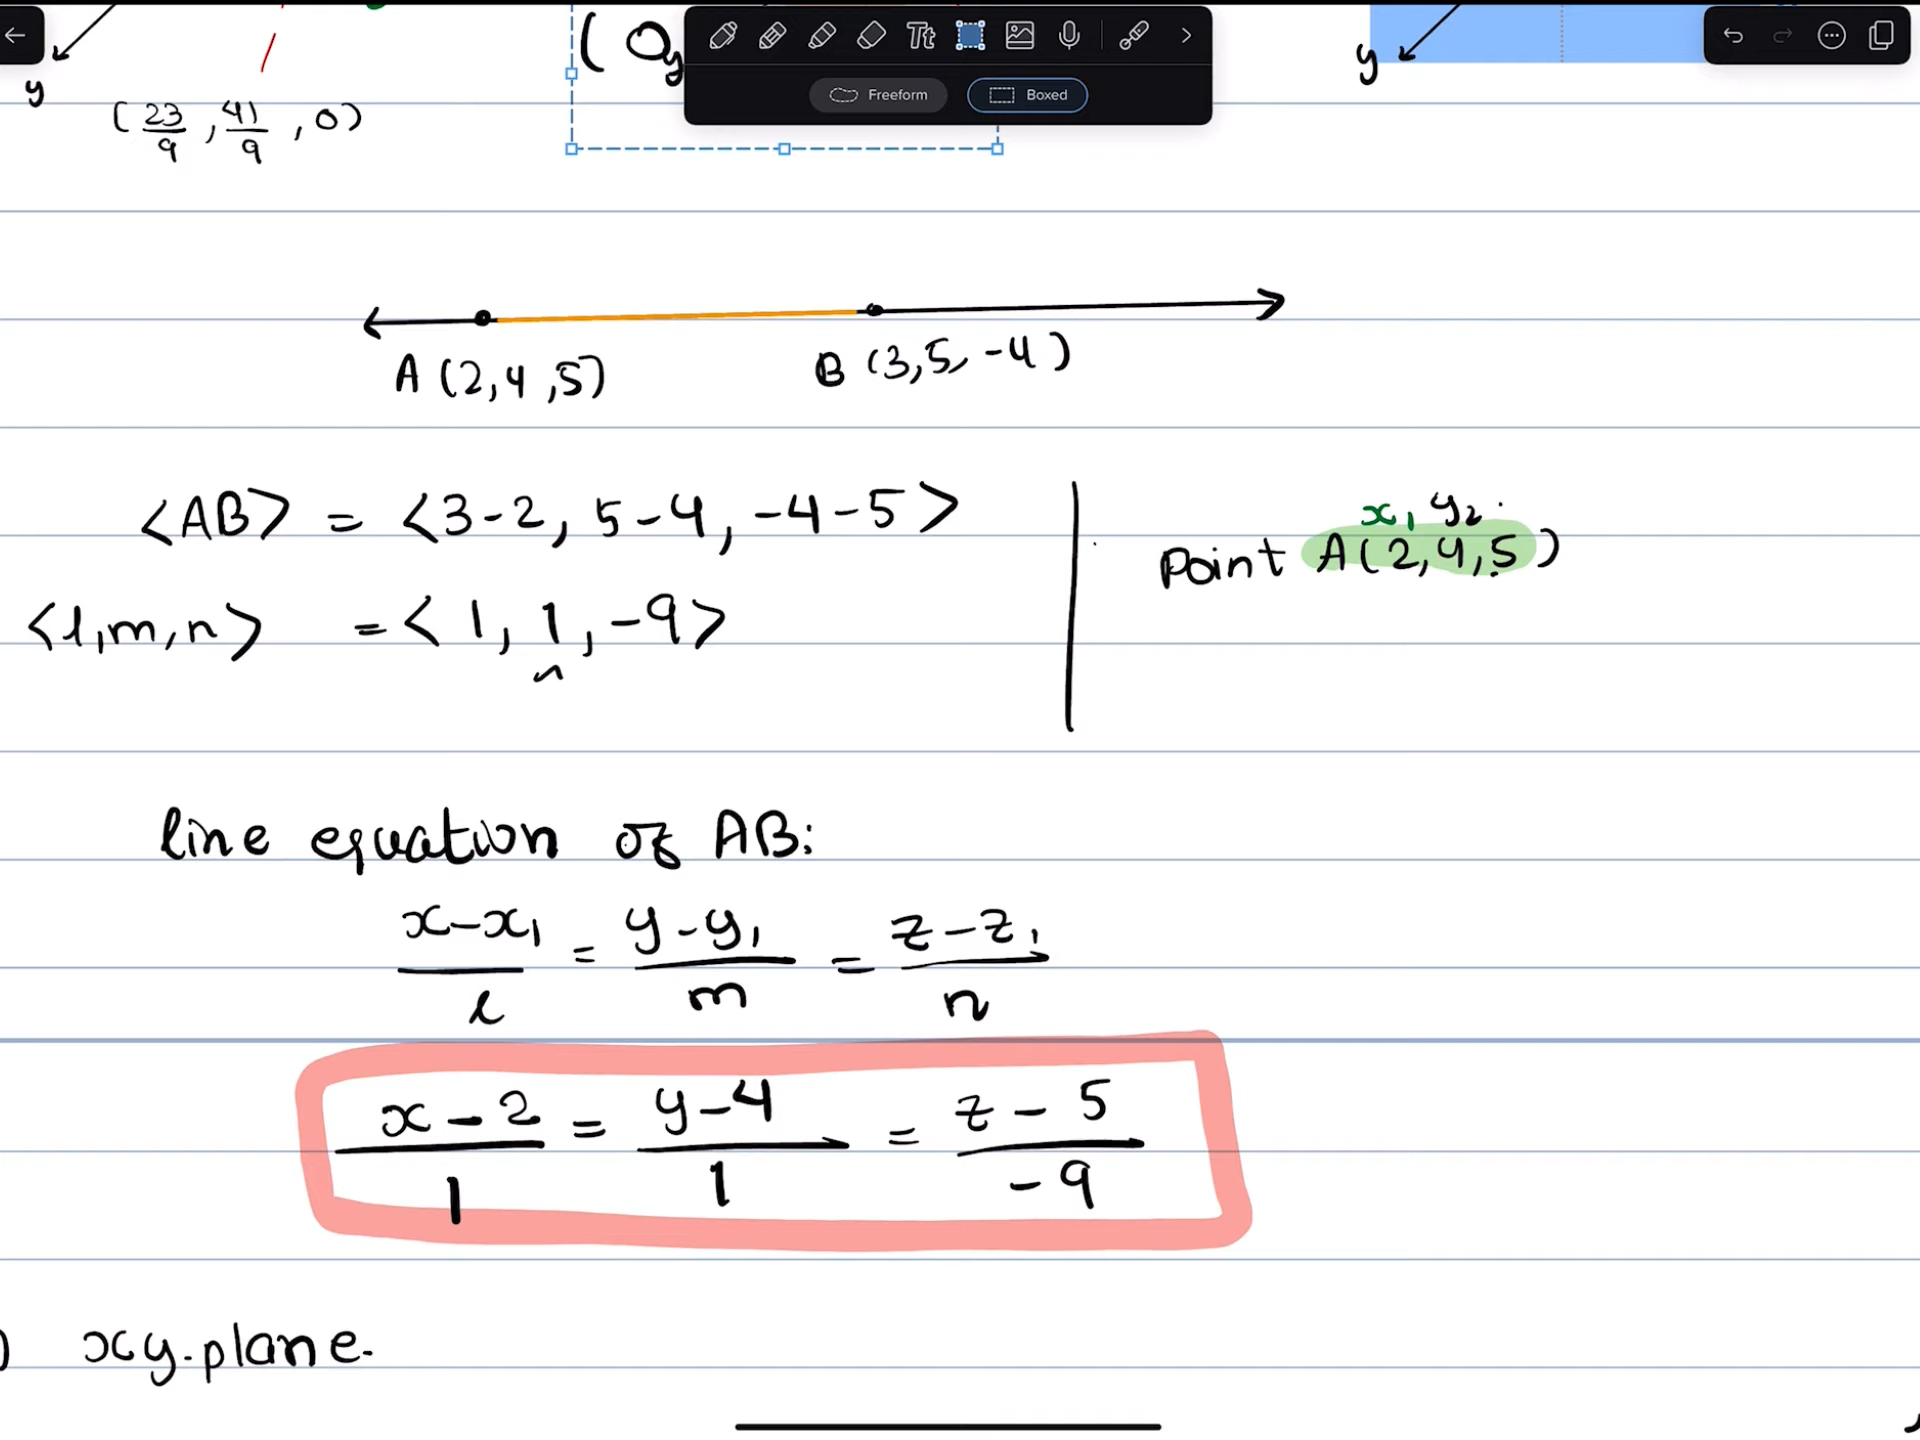 ( 0,
y
y
Freeform Boxed
( 23/9 , 41/9 , 0 )
A (2,4,5) B (3,5,-4)
<AB> = <3-2, 5-4, -4-5>
x₁ y₂
Point A(2,4,5)
<l,m,n> = < 1, 1, -9>
line equation of AB:
x-x₁/l = y-y₁/m = z-z₁/n
x-2/1 = y-4/1 = z-5/-9
) xy-plane.